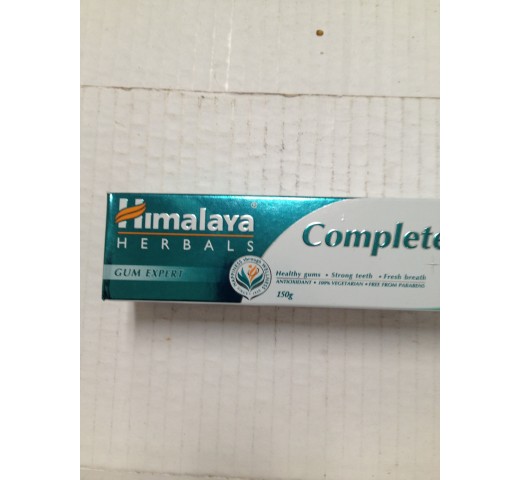 Himalaya®
HERBALS
GUM EXPERT
Complete
Healthy gums • Strong teeth • Fresh breath
ANTIOXIDANT • 100% VEGETARIAN • FREE FROM PARABENS
150g